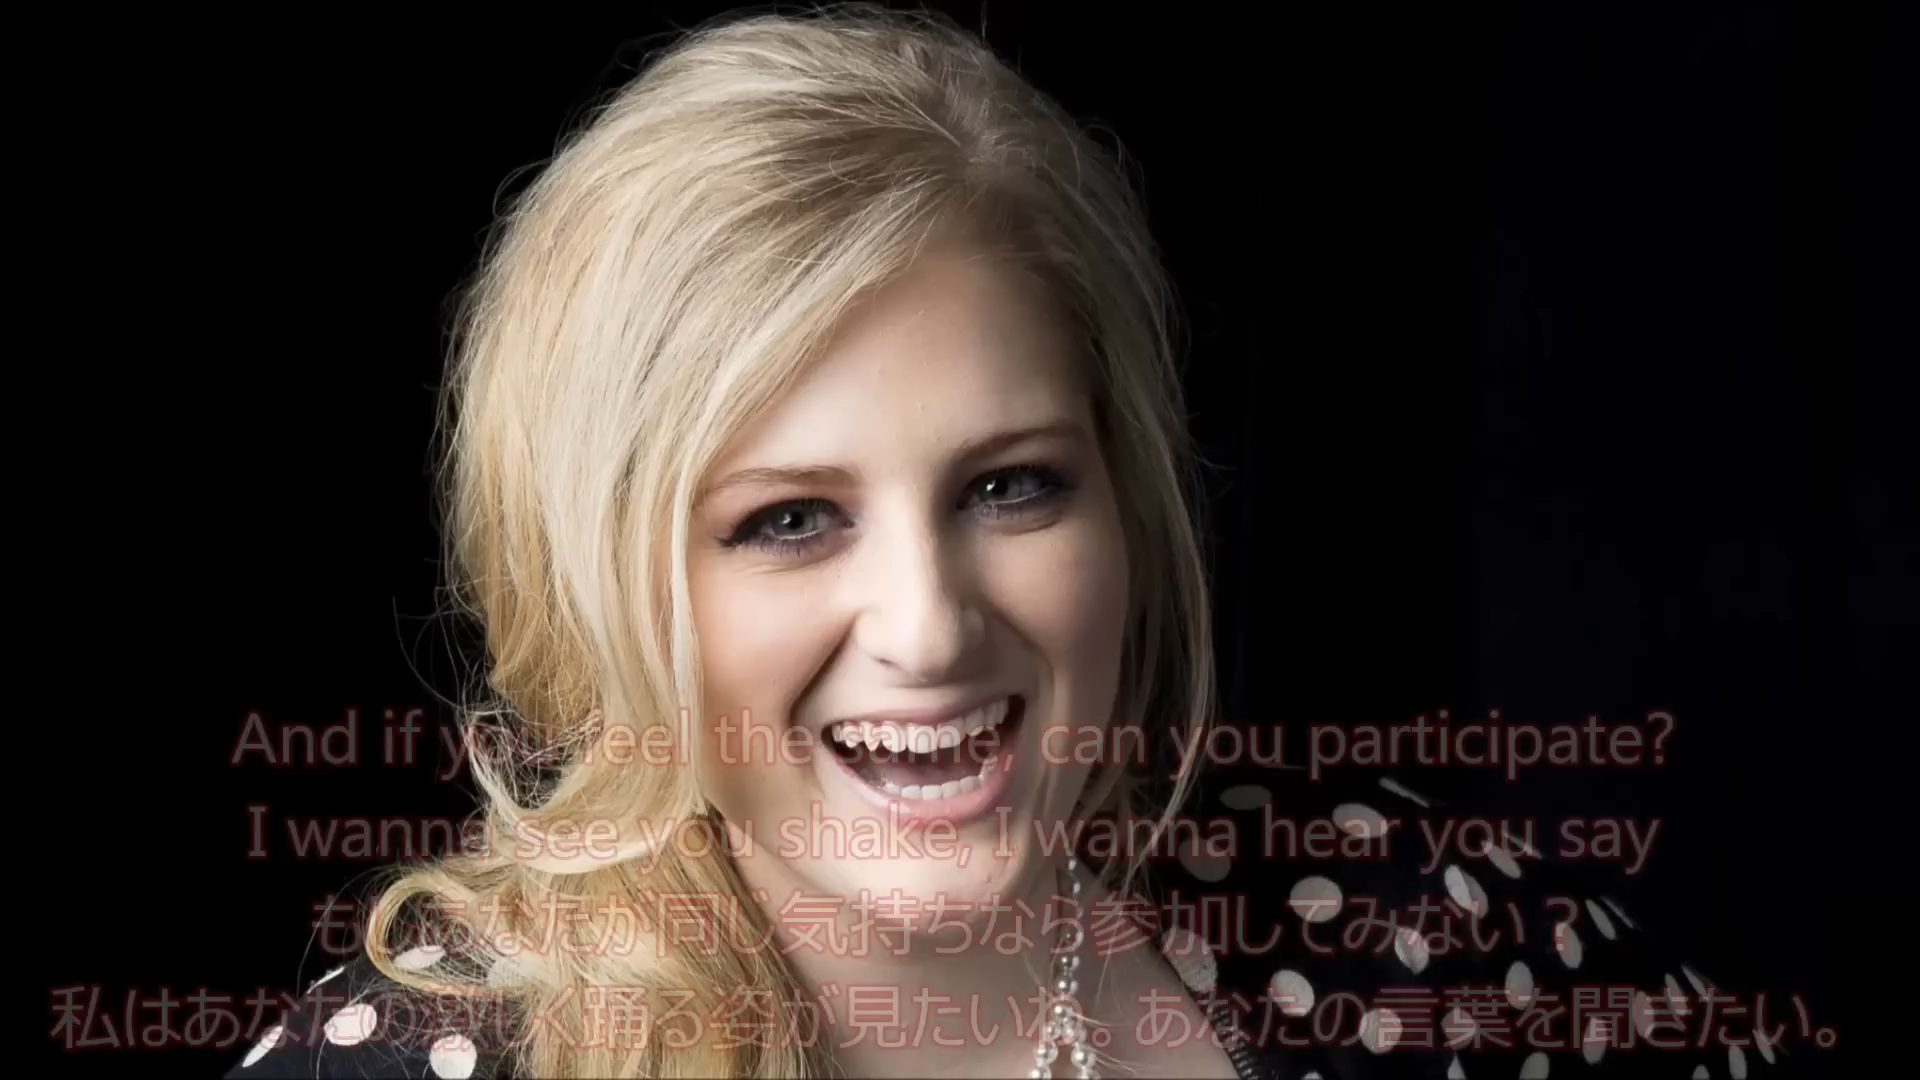 And if you feel the same, can you participate?
I wanna see you shake, I wanna hear you say
もしあなたが同じ気持ちなら参加してみない？
私はあなたの激しく踊る姿が見たいわ。あなたの言葉を聞きたい。